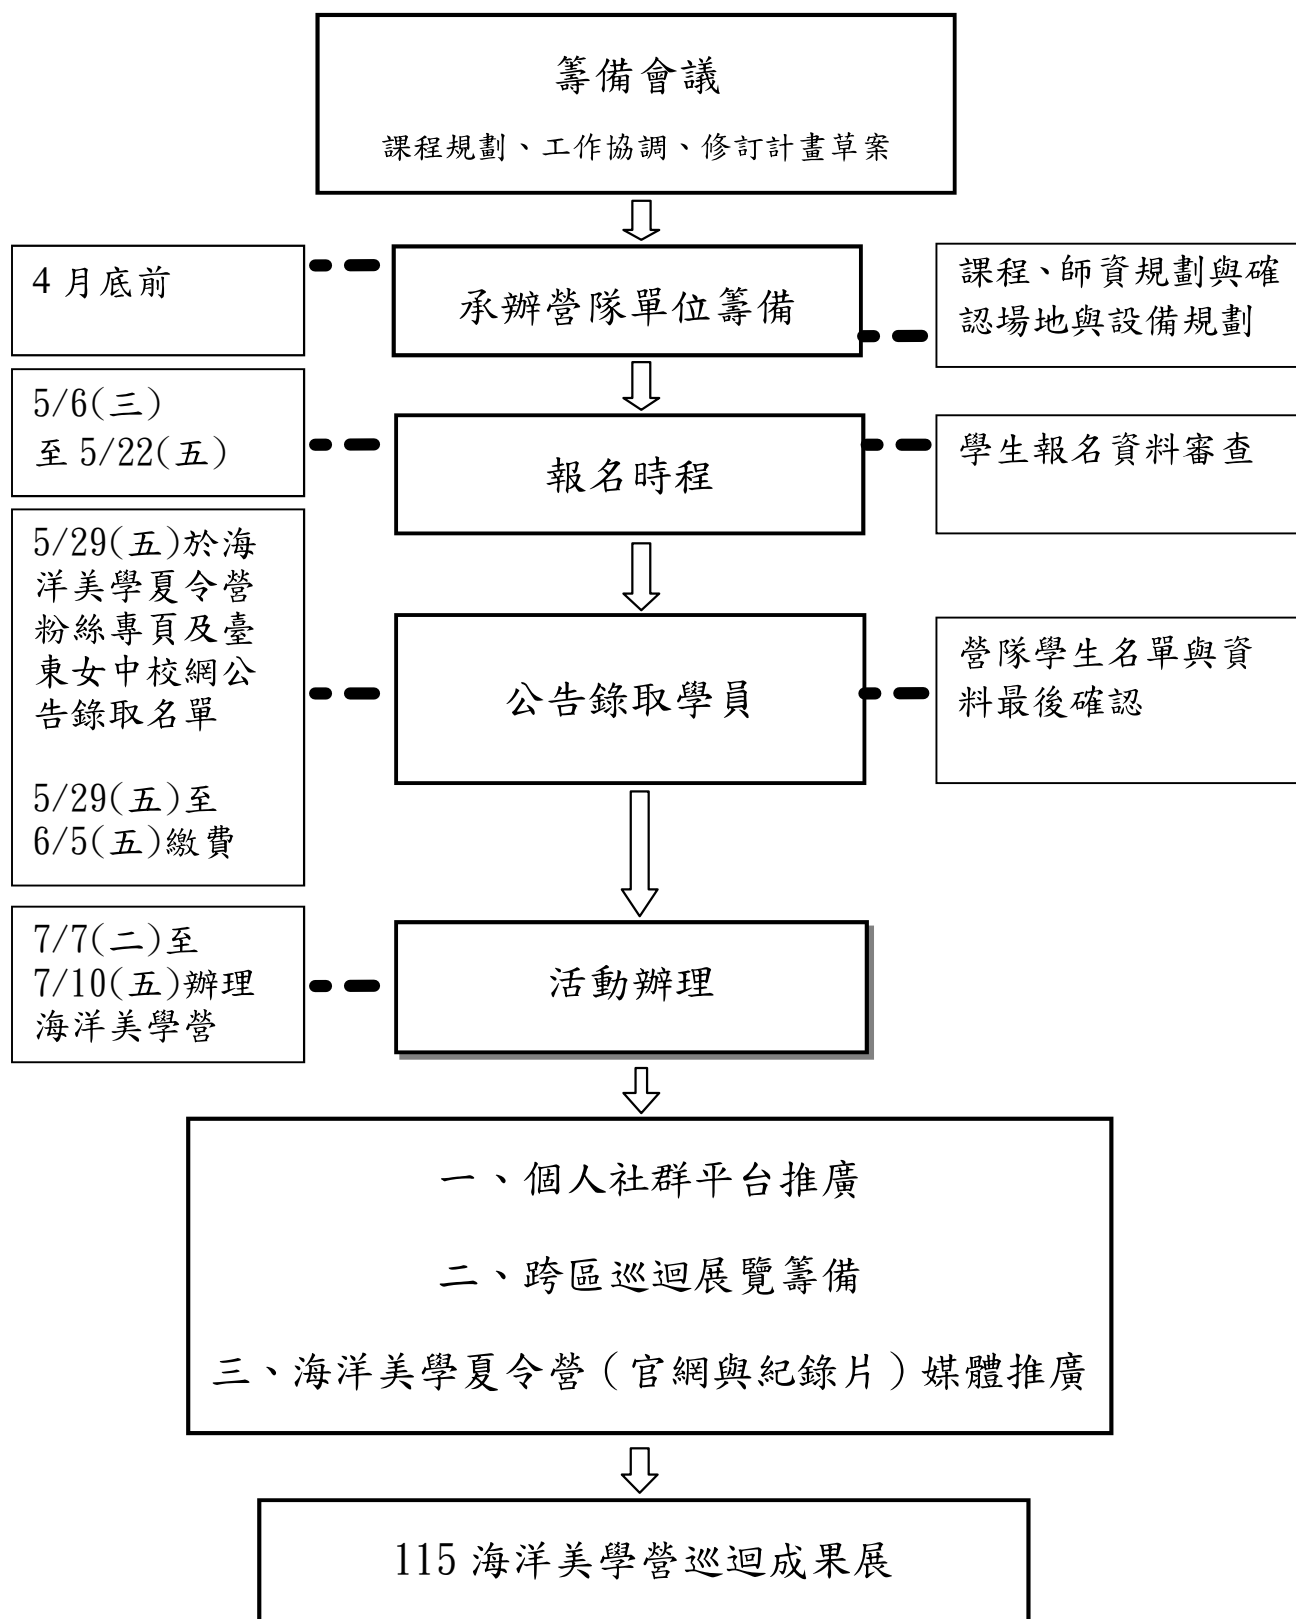 籌備會議
課程規劃、工作協調、修訂計畫草案
4 月底前
承辦營隊單位籌備
課程、師資規劃與確
認場地與設備規劃
5/6(三)
至 5/22(五)
報名時程
學生報名資料審查
5/29(五)於海
洋美學夏令營
粉絲專頁及臺
東女中校網公
告錄取名單
5/29(五)至
6/5(五)繳費
公告錄取學員
營隊學生名單與資
料最後確認
7/7(二)至
7/10(五)辦理
海洋美學營
活動辦理
一、個人社群平台推廣
二、跨區巡迴展覽籌備
三、海洋美學夏令營（官網與紀錄片）媒體推廣
115 海洋美學營巡迴成果展